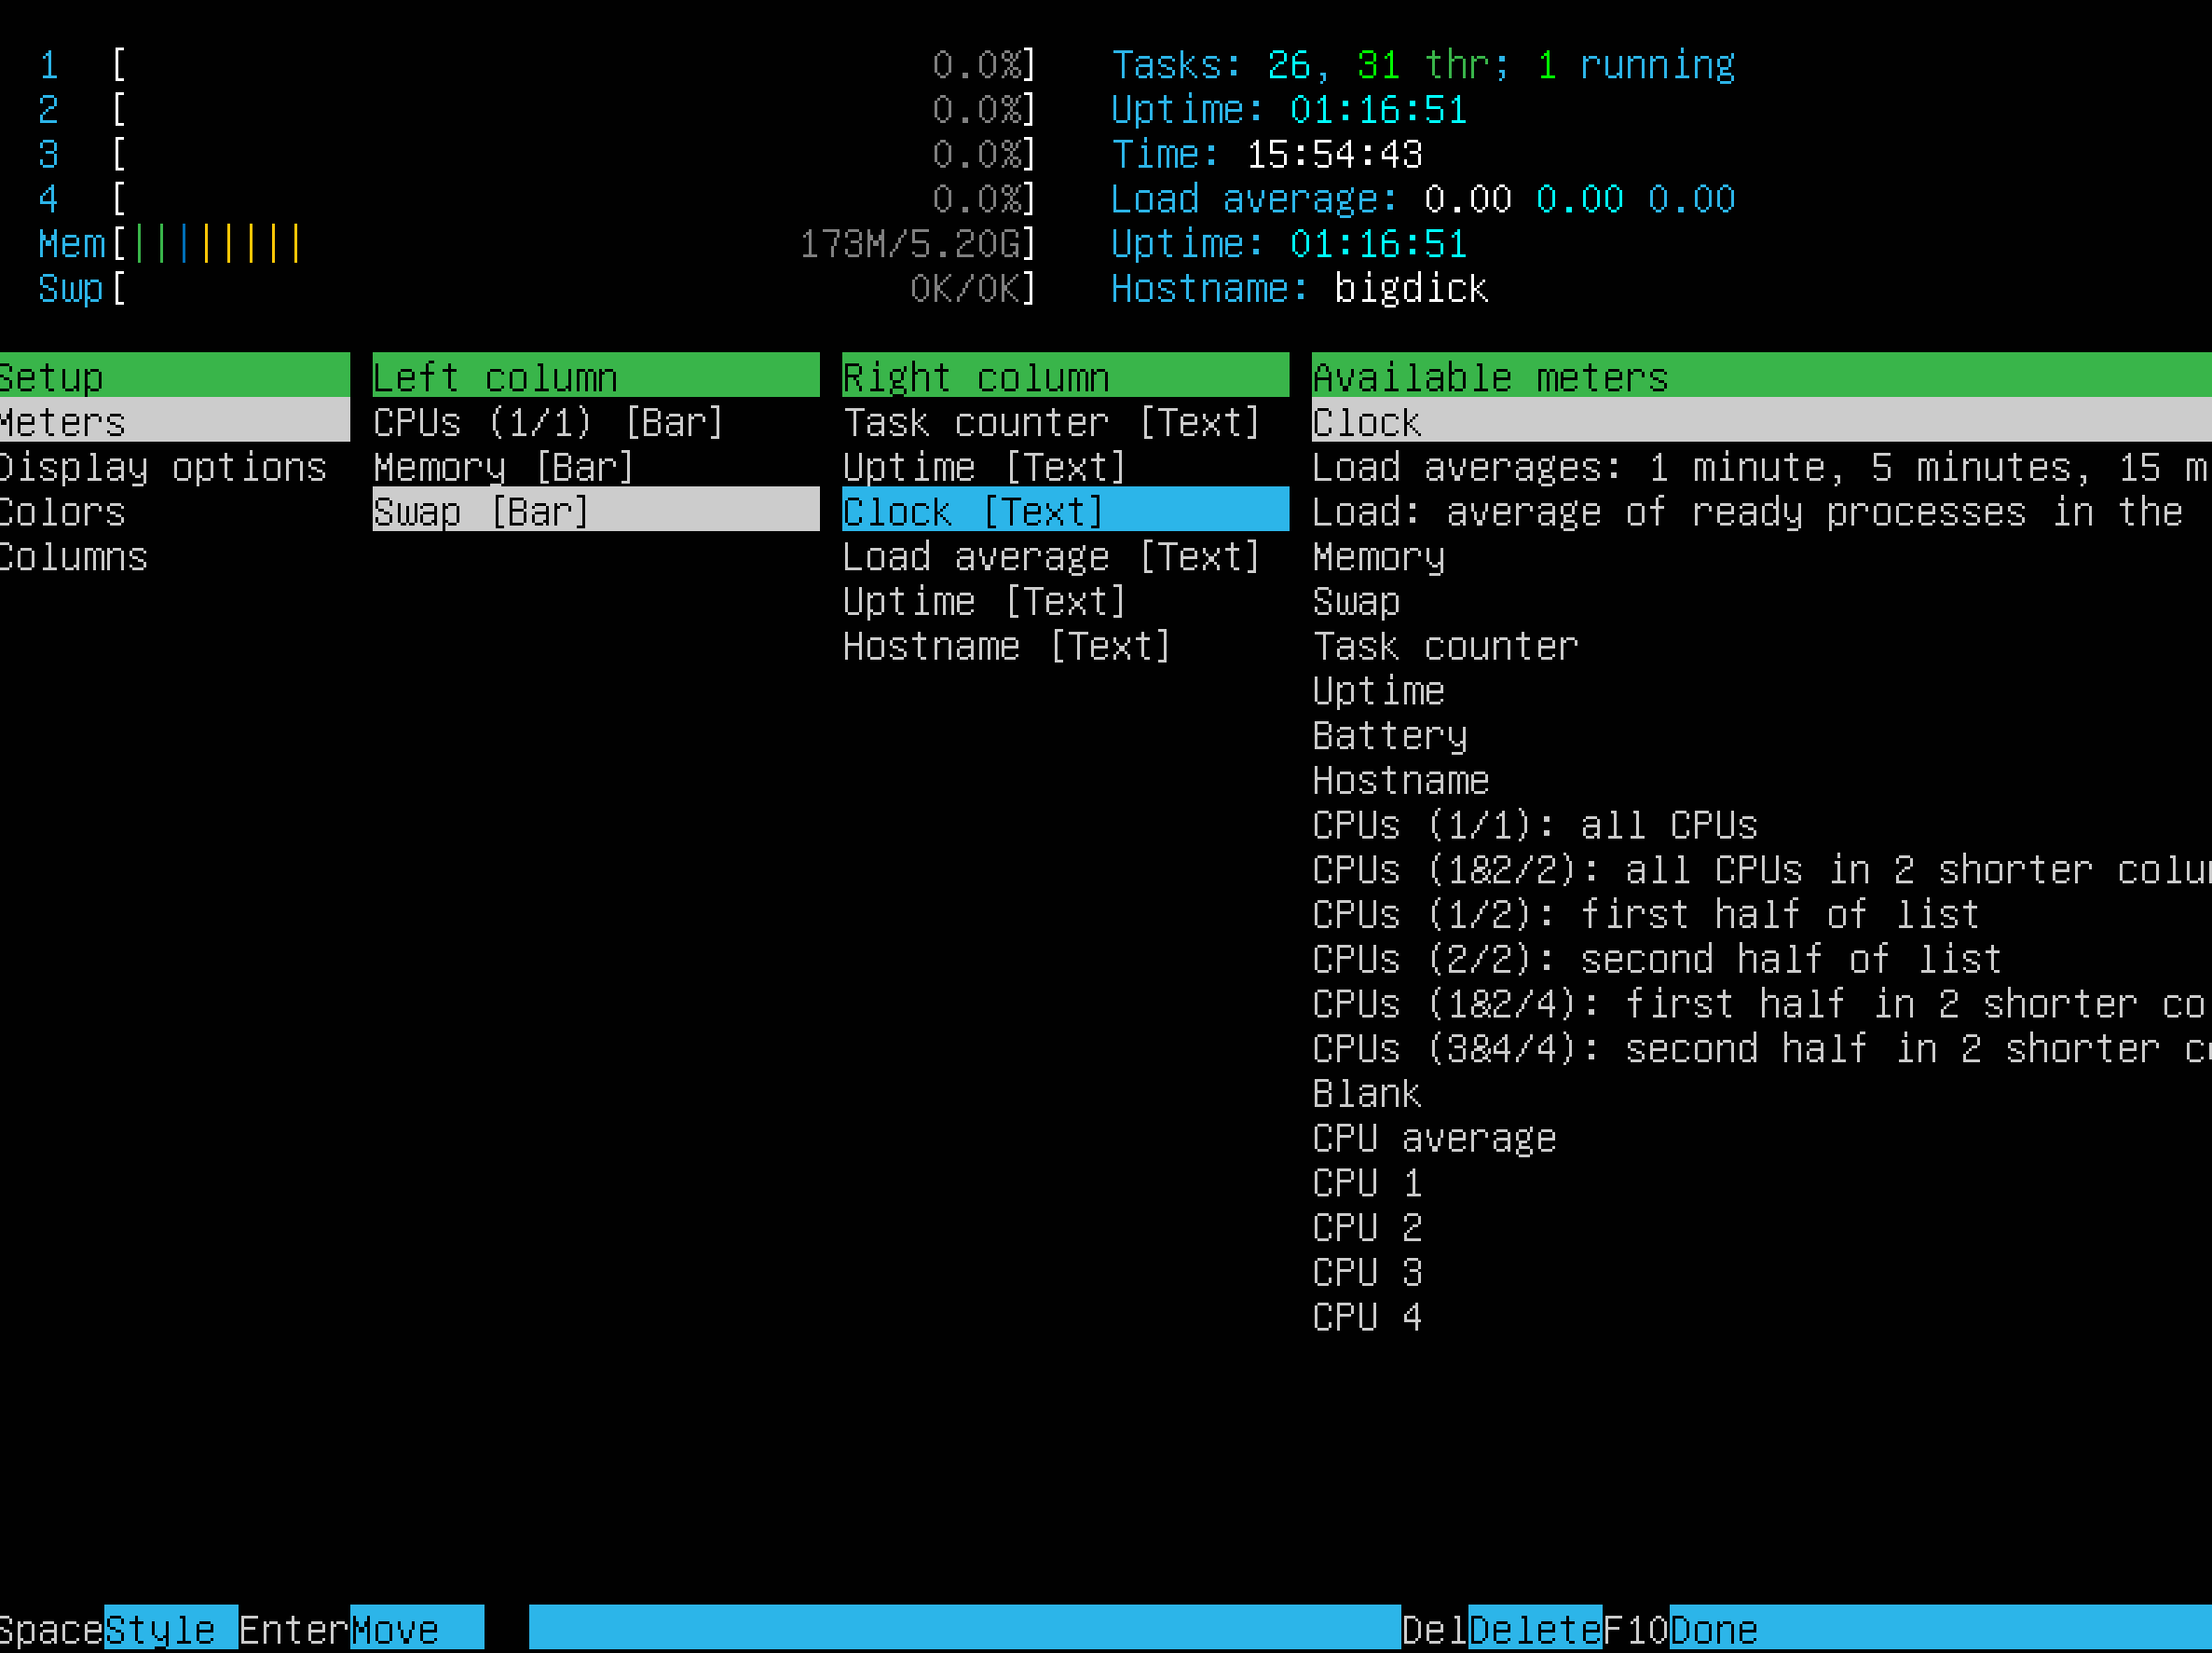 1 [ 0.0%] Tasks: 26, 31 thr; 1 running
2 [ 0.0%] Uptime: 01:16:51
3 [ 0.0%] Time: 15:54:43
4 [ 0.0%] Load average: 0.00 0.00 0.00
Mem[|||||||| 173M/5.20G] Uptime: 01:16:51
Swp[ 0K/0K] Hostname: bigdick
Setup Left column Right column Available meters
Meters CPUs (1/1) [Bar] Task counter [Text] Clock
Display options Memory [Bar] Uptime [Text] Load averages: 1 minute, 5 minutes, 15 m
Colors Swap [Bar] Clock [Text] Load: average of ready processes in the
Columns Load average [Text] Memory
Uptime [Text] Swap
Hostname [Text] Task counter
Uptime
Battery
Hostname
CPUs (1/1): all CPUs
CPUs (1&2/2): all CPUs in 2 shorter colu
CPUs (1/2): first half of list
CPUs (2/2): second half of list
CPUs (1&2/4): first half in 2 shorter co
CPUs (3&4/4): second half in 2 shorter c
Blank
CPU average
CPU 1
CPU 2
CPU 3
CPU 4
SpaceStyle EnterMove DelDeleteF10Done